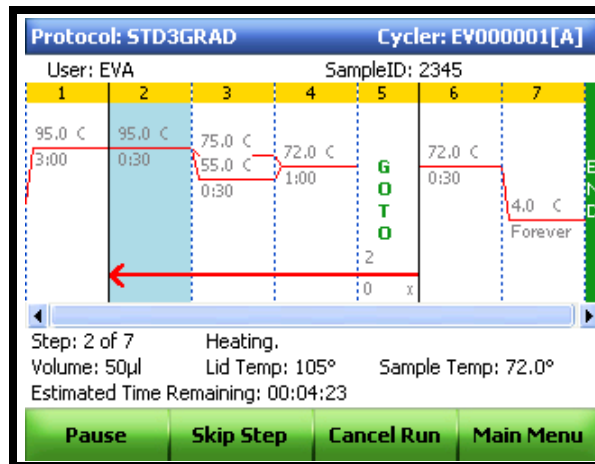 Protocol: STD3GRAD Cycler: EV000001[A]
User: EVA SampleID: 2345
1 2 3 4 5 6 7
95.0 C 95.0 C 75.0 C 72.0 C 72.0 C
3:00 0:30 55.0 C 1:00 G 0:30 END
0:30 O 4.0 C
T Forever
O
2
0 x
Step: 2 of 7 Heating.
Volume: 50µl Lid Temp: 105° Sample Temp: 72.0°
Estimated Time Remaining: 00:04:23
Pause Skip Step Cancel Run Main Menu